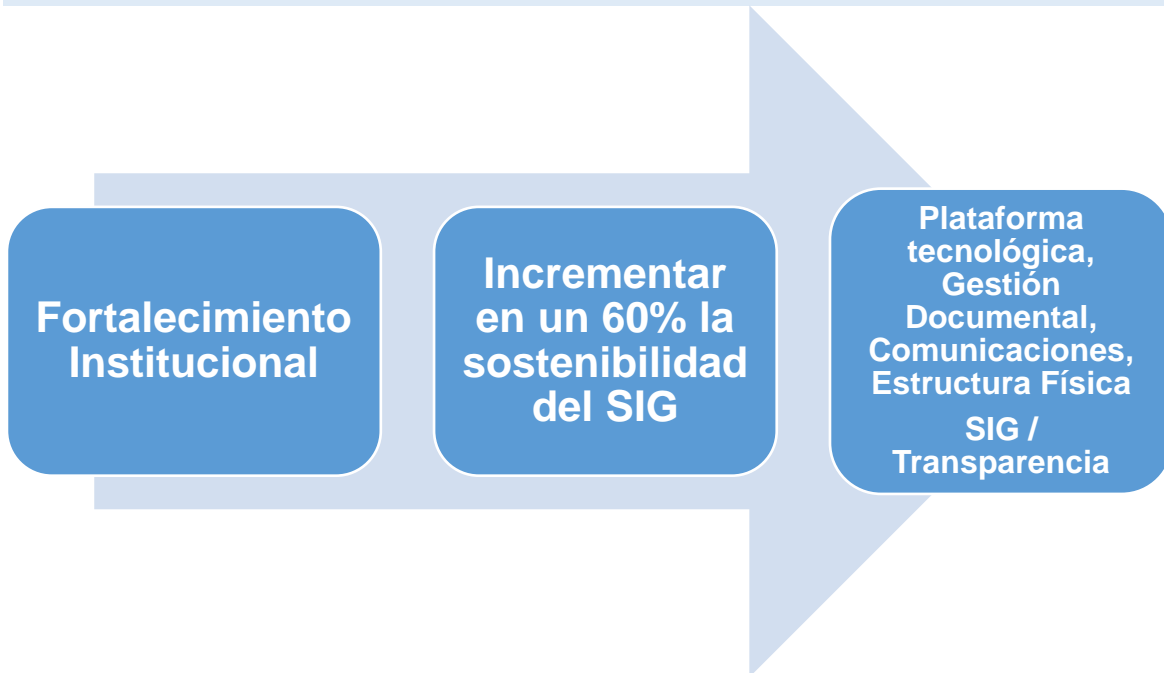 Fortalecimiento
Institucional
Incrementar
en un 60% la
sostenibilidad
del SIG
Plataforma
tecnológica,
Gestión
Documental,
Comunicaciones,
Estructura Física
SIG /
Transparencia